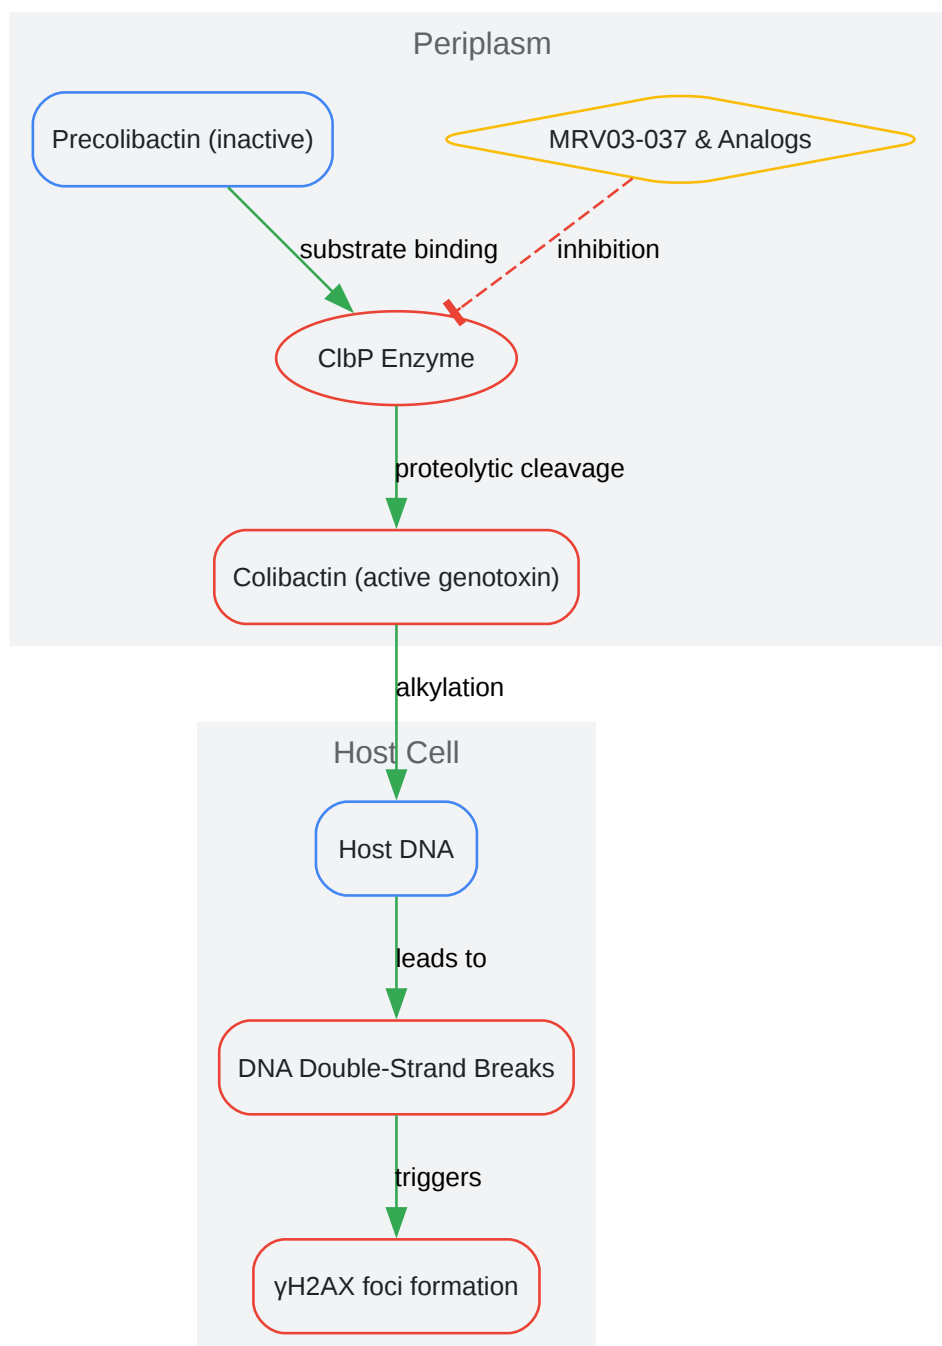 Periplasm
Precolibactin (inactive)
MRV03-037 & Analogs
substrate binding
inhibition
ClbP Enzyme
proteolytic cleavage
Colibactin (active genotoxin)
alkylation
Host Cell
Host DNA
leads to
DNA Double-Strand Breaks
triggers
γH2AX foci formation